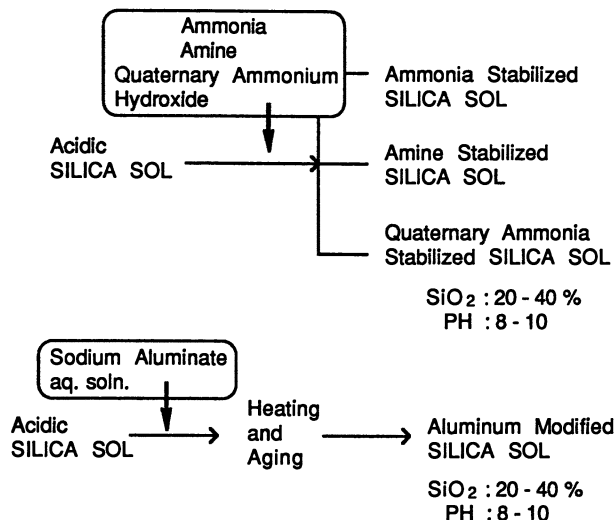 Ammonia
Amine
Quaternary Ammonium
Hydroxide
Ammonia Stabilized
SILICA SOL
Acidic
SILICA SOL
Amine Stabilized
SILICA SOL
Quaternary Ammonia
Stabilized SILICA SOL
SiO2 : 20 - 40 %
PH : 8 - 10
Sodium Aluminate
aq. soln.
Acidic
SILICA SOL
Heating
and
Aging
Aluminum Modified
SILICA SOL
SiO2 : 20 - 40 %
PH : 8 - 10